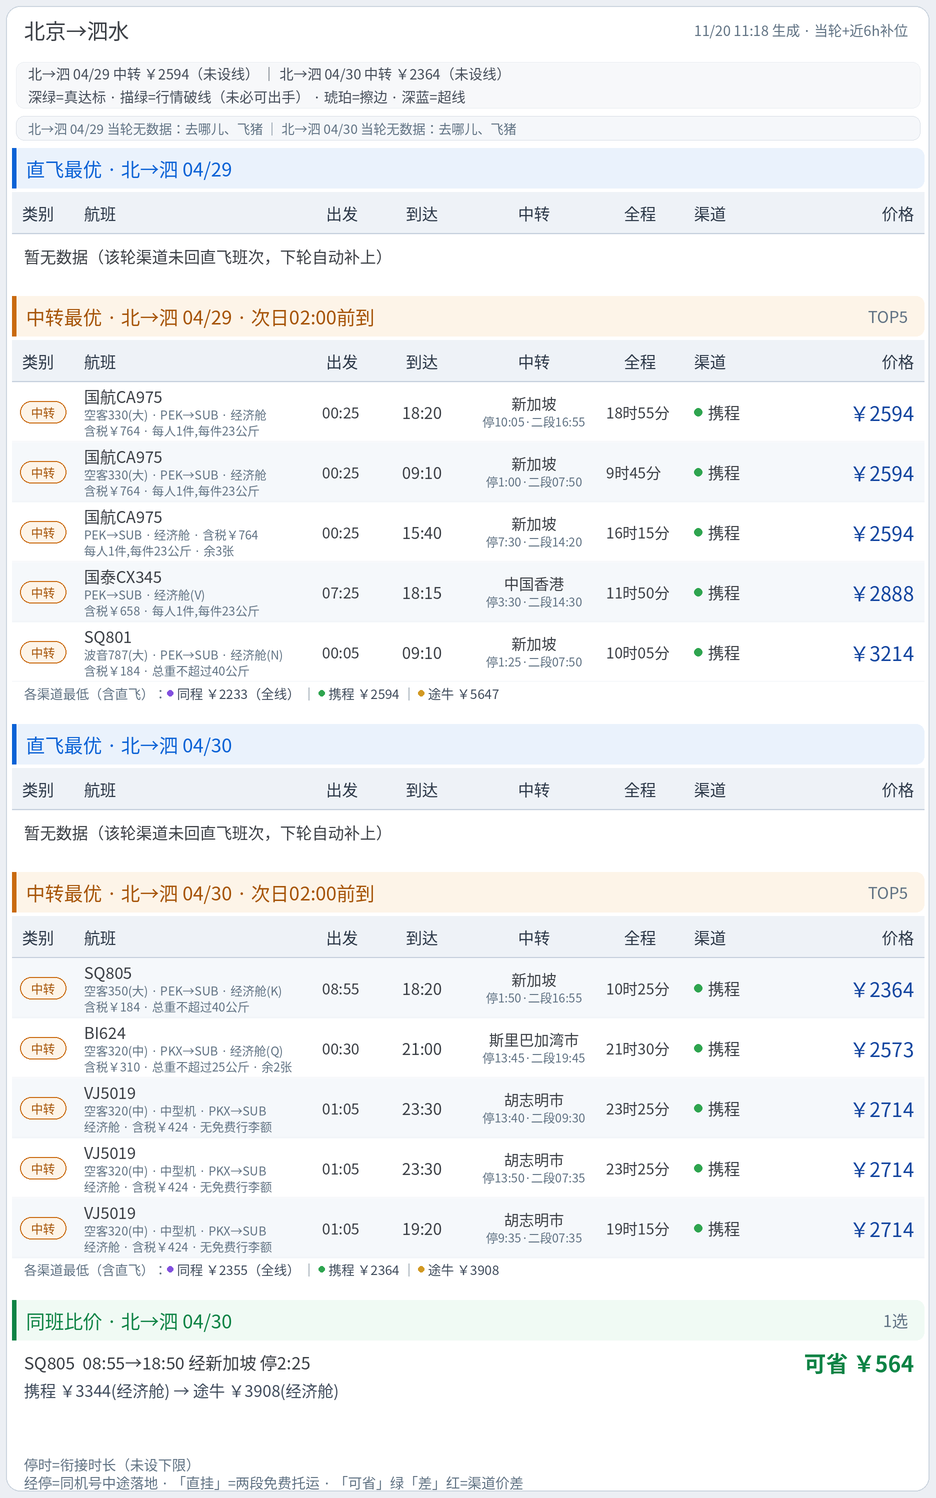 北京→泗水
11/20 11:18 生成 · 当轮+近6h补位
北→泗 04/29 中转 ￥2594（未设线） ｜ 北→泗 04/30 中转 ￥2364（未设线）
深绿=真达标 · 描绿=行情破线（未必可出手） · 琥珀=擦边 · 深蓝=超线
北→泗 04/29 当轮无数据：去哪儿、飞猪 ｜ 北→泗 04/30 当轮无数据：去哪儿、飞猪
直飞最优 · 北→泗 04/29
类别 航班 出发 到达 中转 全程 渠道 价格
暂无数据（该轮渠道未回直飞班次，下轮自动补上）
中转最优 · 北→泗 04/29 · 次日02:00前到 TOP5
类别 航班 出发 到达 中转 全程 渠道 价格
国航CA975
中转 空客330(大) · PEK→SUB · 经济舱 00:25 18:20 新加坡 18时55分 携程 ￥2594
含税￥764 · 每人1件,每件23公斤 停10:05·二段16:55
国航CA975
中转 空客330(大) · PEK→SUB · 经济舱 00:25 09:10 新加坡 9时45分 携程 ￥2594
含税￥764 · 每人1件,每件23公斤 停1:00·二段07:50
国航CA975
中转 PEK→SUB · 经济舱 · 含税￥764 00:25 15:40 新加坡 16时15分 携程 ￥2594
每人1件,每件23公斤 · 余3张 停7:30·二段14:20
国泰CX345
中转 PEK→SUB · 经济舱(V) 07:25 18:15 中国香港 11时50分 携程 ￥2888
含税￥658 · 每人1件,每件23公斤 停3:30·二段14:30
SQ801
中转 波音787(大) · PEK→SUB · 经济舱(N) 00:05 09:10 新加坡 10时05分 携程 ￥3214
含税￥184 · 总重不超过40公斤 停1:25·二段07:50
各渠道最低（含直飞）： 同程 ￥2233（全线） ｜ 携程 ￥2594 ｜ 途牛 ￥5647
直飞最优 · 北→泗 04/30
类别 航班 出发 到达 中转 全程 渠道 价格
暂无数据（该轮渠道未回直飞班次，下轮自动补上）
中转最优 · 北→泗 04/30 · 次日02:00前到 TOP5
类别 航班 出发 到达 中转 全程 渠道 价格
SQ805
中转 空客350(大) · PEK→SUB · 经济舱(K) 08:55 18:20 新加坡 10时25分 携程 ￥2364
含税￥184 · 总重不超过40公斤 停1:50·二段16:55
BI624
中转 空客320(中) · PKX→SUB · 经济舱(Q) 00:30 21:00 斯里巴加湾市 21时30分 携程 ￥2573
含税￥310 · 总重不超过25公斤 · 余2张 停13:45·二段19:45
VJ5019
中转 空客320(中) · 中型机 · PKX→SUB 01:05 23:30 胡志明市 23时25分 携程 ￥2714
经济舱 · 含税￥424 · 无免费行李额 停13:40·二段09:30
VJ5019
中转 空客320(中) · 中型机 · PKX→SUB 01:05 23:30 胡志明市 23时25分 携程 ￥2714
经济舱 · 含税￥424 · 无免费行李额 停13:50·二段07:35
VJ5019
中转 空客320(中) · 中型机 · PKX→SUB 01:05 19:20 胡志明市 19时15分 携程 ￥2714
经济舱 · 含税￥424 · 无免费行李额 停9:35·二段07:35
各渠道最低（含直飞）： 同程 ￥2355（全线） ｜ 携程 ￥2364 ｜ 途牛 ￥3908
同班比价 · 北→泗 04/30 1选
SQ805 08:55→18:50 经新加坡 停2:25 可省 ￥564
携程 ￥3344(经济舱) → 途牛 ￥3908(经济舱)
停时=衔接时长（未设下限）
经停=同机号中途落地 · 「直挂」=两段免费托运 · 「可省」绿「差」红=渠道价差